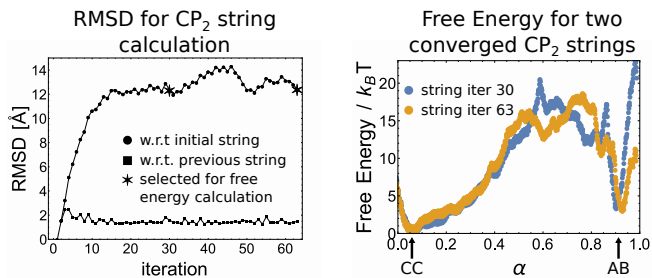 RMSD for CP₂ string
calculation
RMSD [Å]
14
12
10
8
6
4
2
0
w.r.t initial string
w.r.t. previous string
selected for free
energy calculation
0 10 20 30 40 50 60
iteration
Free Energy for two
converged CP₂ strings
Free Energy / k_BT
20
15
10
5
0
string iter 30
string iter 63
0.0 0.2 0.4 0.6 0.8 1.0
CC α AB